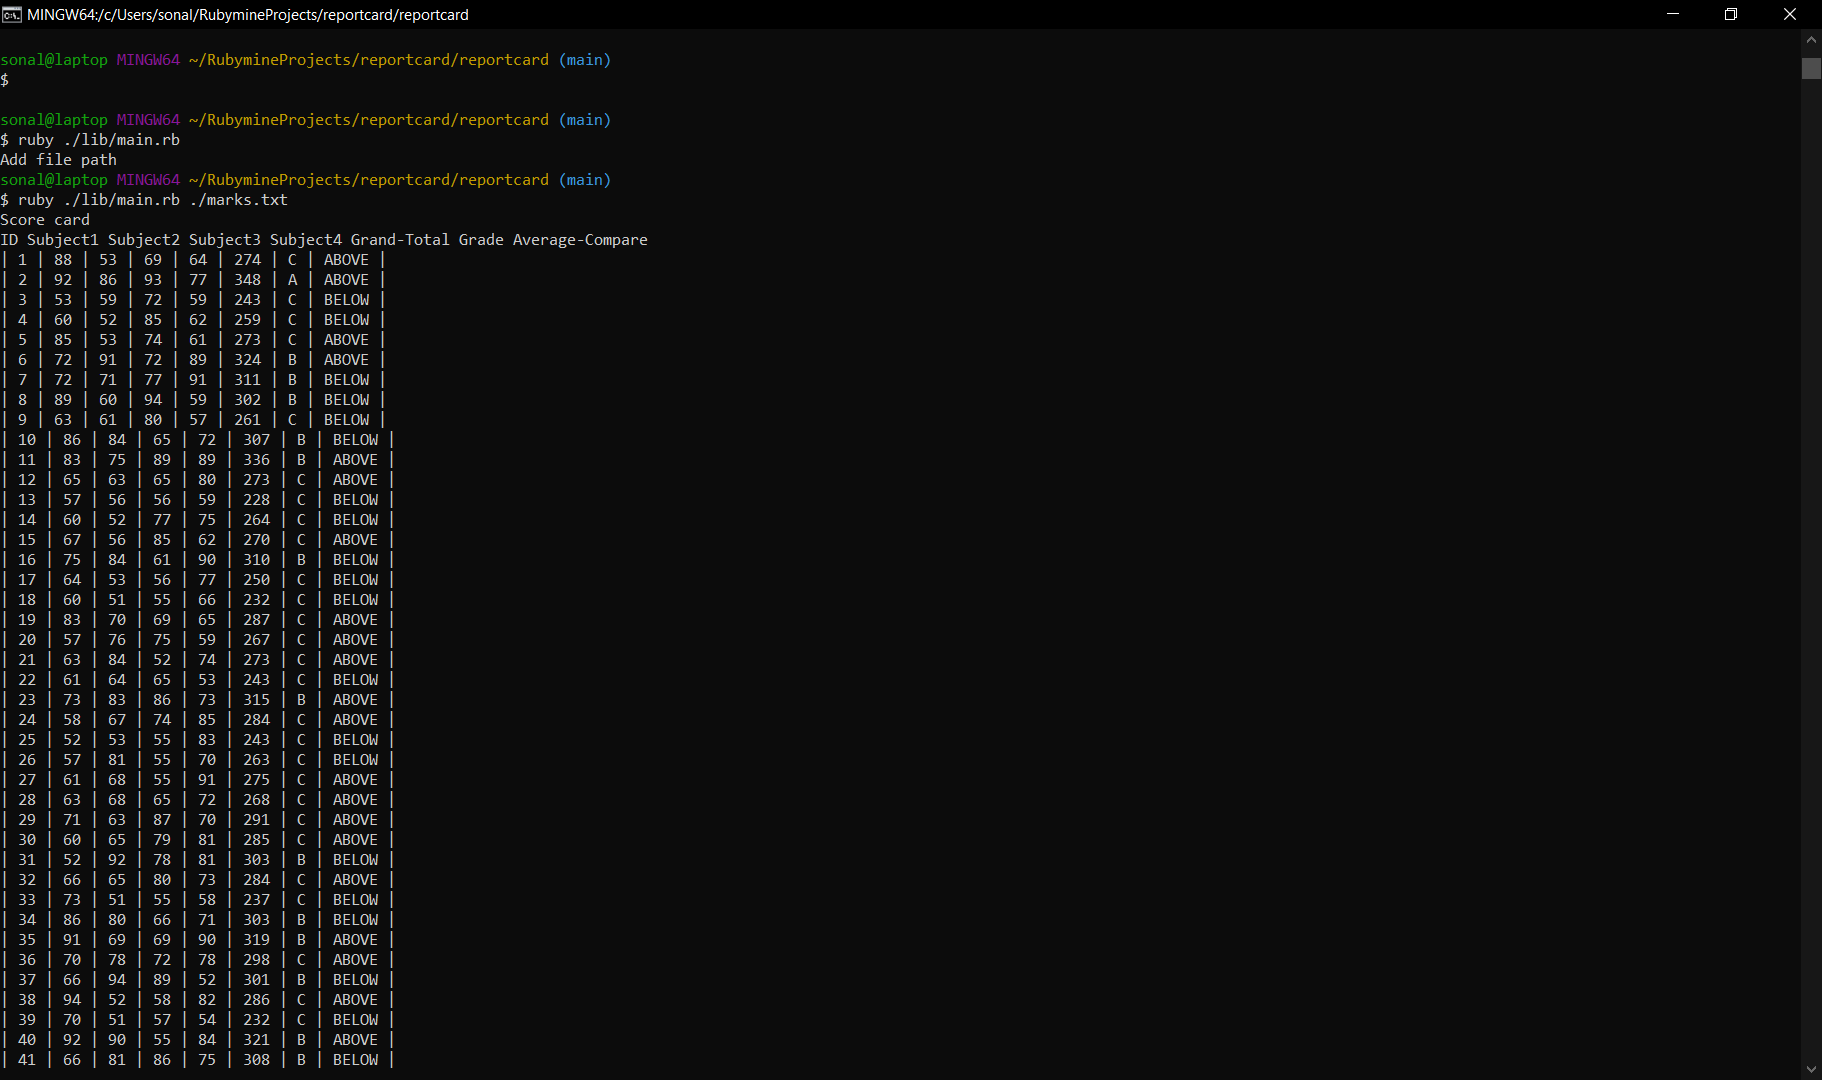 MINGW64:/c/Users/sonal/RubymineProjects/reportcard/reportcard
sonal@laptop MINGW64 ~/RubymineProjects/reportcard/reportcard (main)
$
sonal@laptop MINGW64 ~/RubymineProjects/reportcard/reportcard (main)
$ ruby ./lib/main.rb
Add file path
sonal@laptop MINGW64 ~/RubymineProjects/reportcard/reportcard (main)
$ ruby ./lib/main.rb ./marks.txt
Score card
ID Subject1 Subject2 Subject3 Subject4 Grand-Total Grade Average-Compare
| 1 | 88 | 53 | 69 | 64 | 274 | C | ABOVE |
| 2 | 92 | 86 | 93 | 77 | 348 | A | ABOVE |
| 3 | 53 | 59 | 72 | 59 | 243 | C | BELOW |
| 4 | 60 | 52 | 85 | 62 | 259 | C | BELOW |
| 5 | 85 | 53 | 74 | 61 | 273 | C | ABOVE |
| 6 | 72 | 91 | 72 | 89 | 324 | B | ABOVE |
| 7 | 72 | 71 | 77 | 91 | 311 | B | BELOW |
| 8 | 89 | 60 | 94 | 59 | 302 | B | BELOW |
| 9 | 63 | 61 | 80 | 57 | 261 | C | BELOW |
| 10 | 86 | 84 | 65 | 72 | 307 | B | BELOW |
| 11 | 83 | 75 | 89 | 89 | 336 | B | ABOVE |
| 12 | 65 | 63 | 65 | 80 | 273 | C | ABOVE |
| 13 | 57 | 56 | 56 | 59 | 228 | C | BELOW |
| 14 | 60 | 52 | 77 | 75 | 264 | C | BELOW |
| 15 | 67 | 56 | 85 | 62 | 270 | C | ABOVE |
| 16 | 75 | 84 | 61 | 90 | 310 | B | BELOW |
| 17 | 64 | 53 | 56 | 77 | 250 | C | BELOW |
| 18 | 60 | 51 | 55 | 66 | 232 | C | BELOW |
| 19 | 83 | 70 | 69 | 65 | 287 | C | ABOVE |
| 20 | 57 | 76 | 75 | 59 | 267 | C | ABOVE |
| 21 | 63 | 84 | 52 | 74 | 273 | C | ABOVE |
| 22 | 61 | 64 | 65 | 53 | 243 | C | BELOW |
| 23 | 73 | 83 | 86 | 73 | 315 | B | ABOVE |
| 24 | 58 | 67 | 74 | 85 | 284 | C | ABOVE |
| 25 | 52 | 53 | 55 | 83 | 243 | C | BELOW |
| 26 | 57 | 81 | 55 | 70 | 263 | C | BELOW |
| 27 | 61 | 68 | 55 | 91 | 275 | C | ABOVE |
| 28 | 63 | 68 | 65 | 72 | 268 | C | ABOVE |
| 29 | 71 | 63 | 87 | 70 | 291 | C | ABOVE |
| 30 | 60 | 65 | 79 | 81 | 285 | C | ABOVE |
| 31 | 52 | 92 | 78 | 81 | 303 | B | BELOW |
| 32 | 66 | 65 | 80 | 73 | 284 | C | ABOVE |
| 33 | 73 | 51 | 55 | 58 | 237 | C | BELOW |
| 34 | 86 | 80 | 66 | 71 | 303 | B | BELOW |
| 35 | 91 | 69 | 69 | 90 | 319 | B | ABOVE |
| 36 | 70 | 78 | 72 | 78 | 298 | C | ABOVE |
| 37 | 66 | 94 | 89 | 52 | 301 | B | BELOW |
| 38 | 94 | 52 | 58 | 82 | 286 | C | ABOVE |
| 39 | 70 | 51 | 57 | 54 | 232 | C | BELOW |
| 40 | 92 | 90 | 55 | 84 | 321 | B | ABOVE |
| 41 | 66 | 81 | 86 | 75 | 308 | B | BELOW |